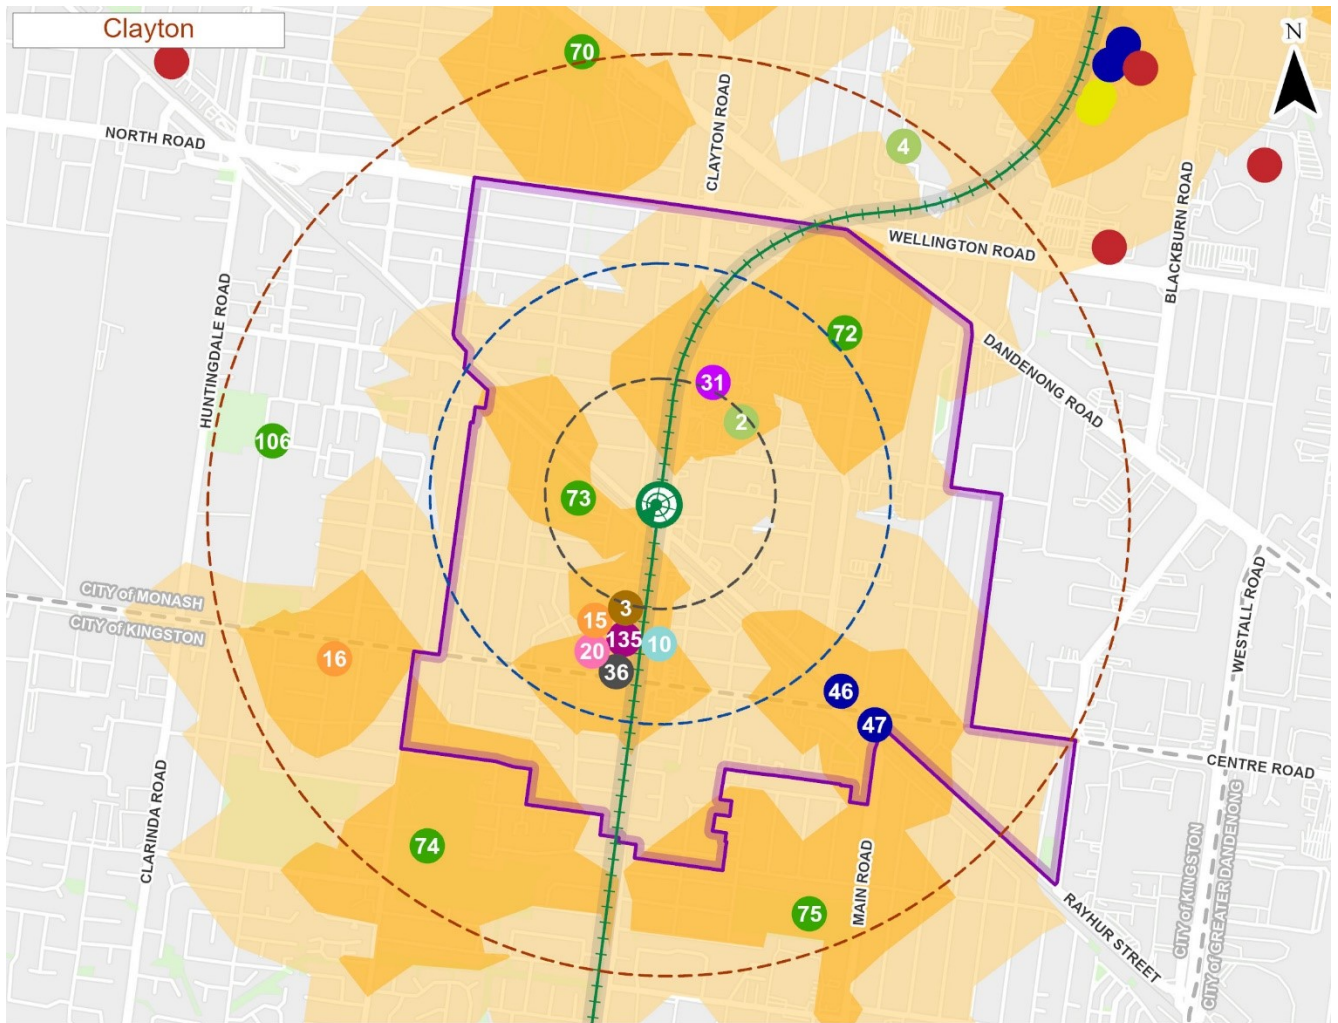 Clayton
N
70
NORTH ROAD
CLAYTON ROAD
4
BLACKBURN ROAD
WELLINGTON ROAD
HUNTINGDALE ROAD
72
DANDENONG ROAD
31
2
106
73
CITY of MONASH
CITY of KINGSTON
3
15
135
10
20
36
16
46
47
WESTALL ROAD
CENTRE ROAD
CLARINDA ROAD
74
MAIN ROAD
75
RAYHUR STREET
CITY of KINGSTON
CITY of GREATER DANDENONG